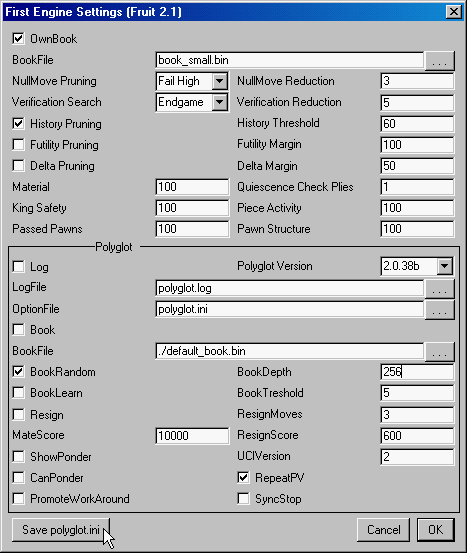 First Engine Settings (Fruit 2.1)
OwnBook
BookFile book_small.bin ...
NullMove Pruning Fail High NullMove Reduction 3
Verification Search Endgame Verification Reduction 5
History Pruning History Threshold 60
Futility Pruning Futility Margin 100
Delta Pruning Delta Margin 50
Material 100 Quiescence Check Plies 1
King Safety 100 Piece Activity 100
Passed Pawns 100 Pawn Structure 100
Polyglot
Log Polyglot Version 2.0.38b
LogFile polyglot.log ...
OptionFile polyglot.ini ...
Book
BookFile ./default_book.bin ...
BookRandom BookDepth 256
BookLearn BookTreshold 5
Resign ResignMoves 3
MateScore 10000 ResignScore 600
ShowPonder UCIVersion 2
CanPonder RepeatPV
PromoteWorkAround SyncStop
Save polyglot.ini Cancel OK